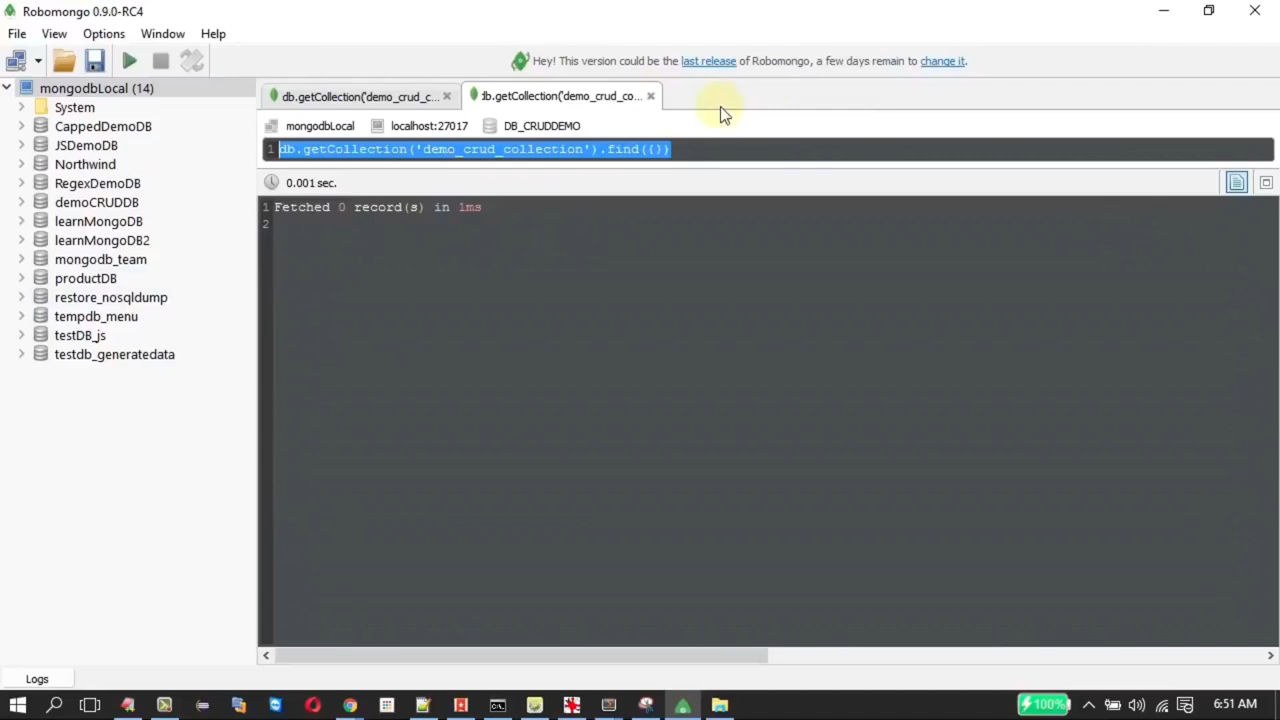 Robomongo 0.9.0-RC4
File View Options Window Help
Hey! This version could be the last release of Robomongo, a few days remain to change it.
mongodbLocal (14)
System
CappedDemoDB
JSDemoDB
Northwind
RegexDemoDB
demoCRUDDB
learnMongoDB
learnMongoDB2
mongodb_team
productDB
restore_nosqldump
tempdb_menu
testDB_js
testdb_generatedata
db.getCollection('demo_crud_c... db.getCollection('demo_crud_co...
mongodbLocal localhost:27017 DB_CRUDDEMO
1 db.getCollection('demo_crud_collection').find({})
0.001 sec.
1 Fetched 0 record(s) in 1ms
2
Logs
100% 6:51 AM